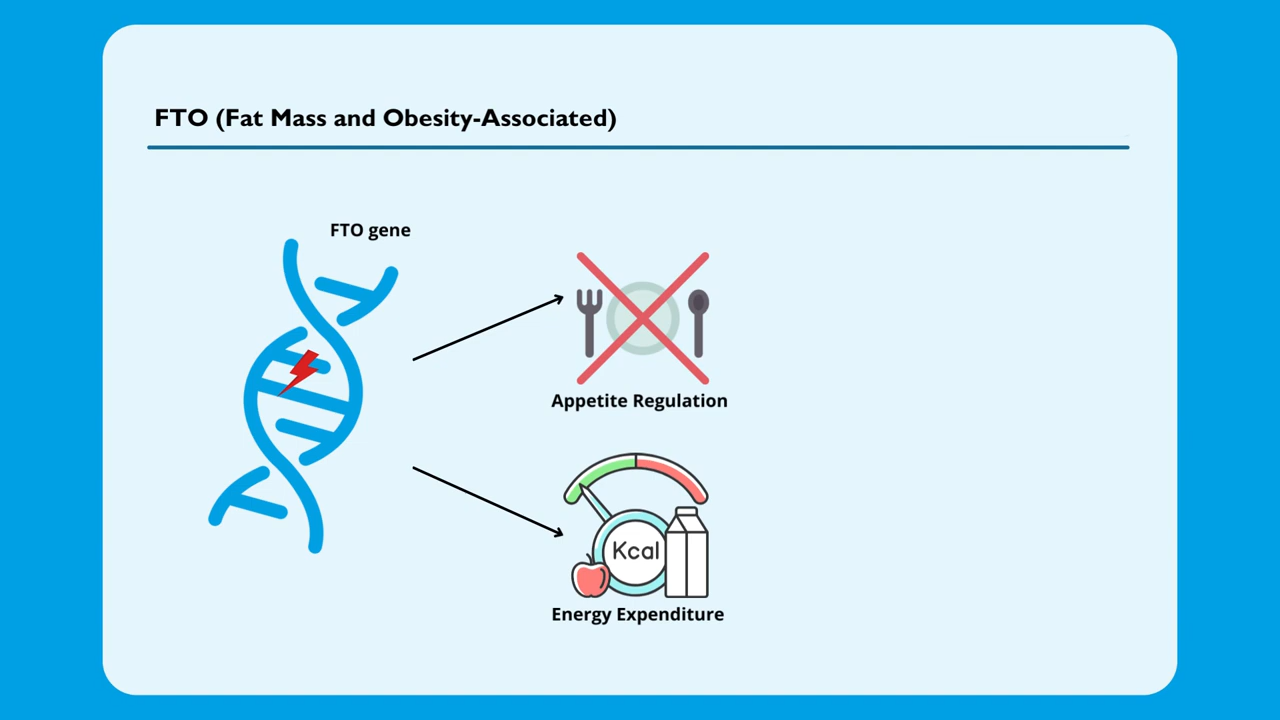 FTO (Fat Mass and Obesity-Associated)
FTO gene
Appetite Regulation
Kcal
Energy Expenditure